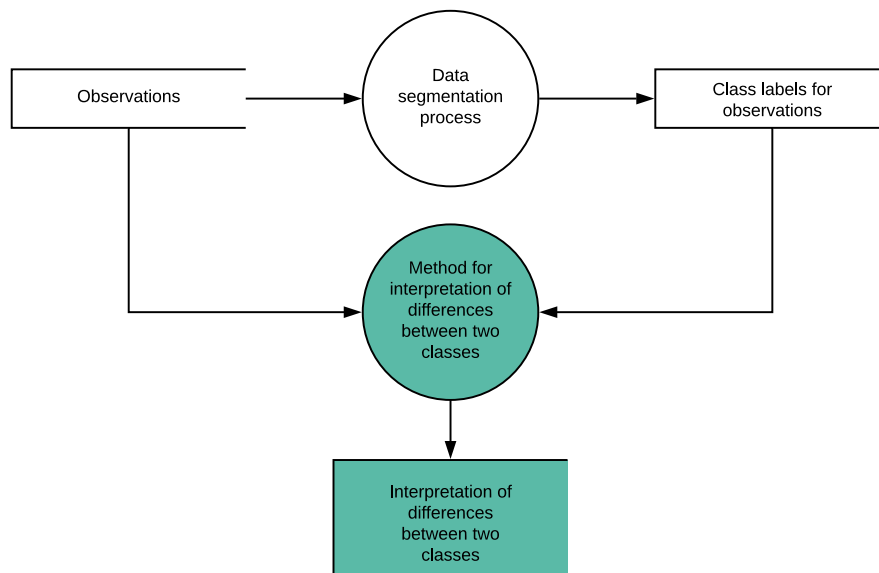 Observations
Data
segmentation
process
Class labels for
observations
Method for
interpretation of
differences
between two
classes
Interpretation of
differences
between two
classes